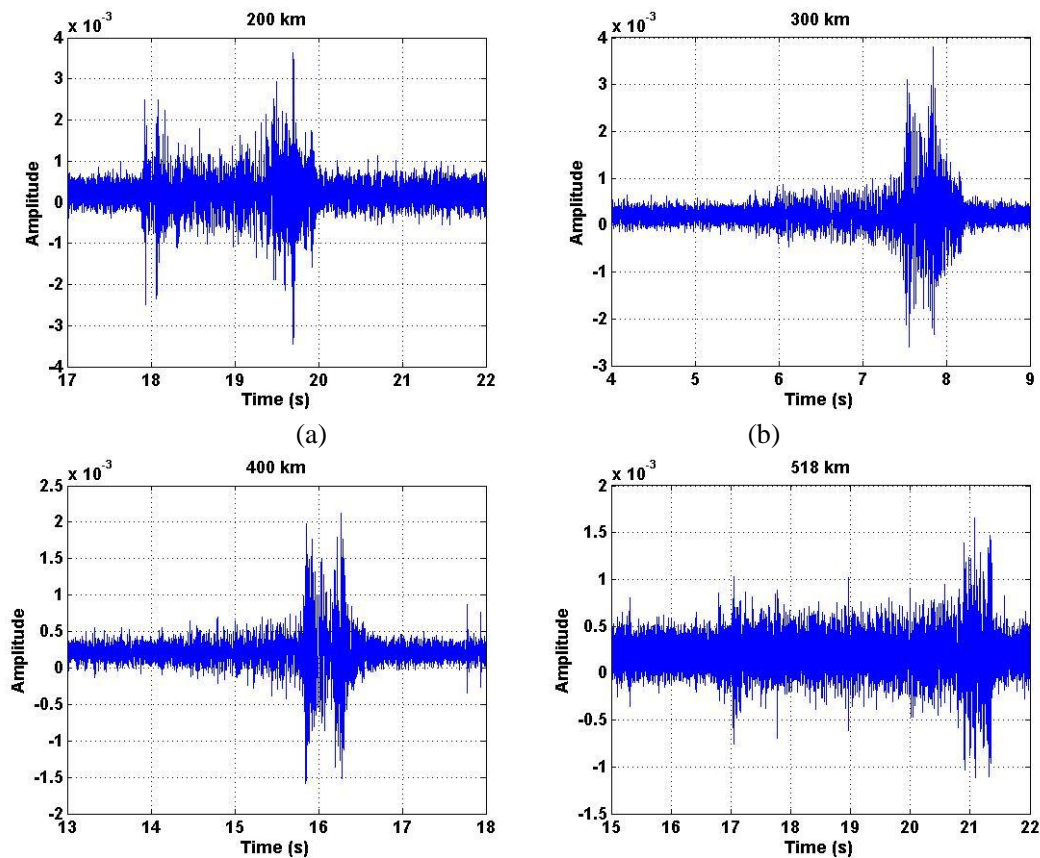 200 km
x 10^-3
4
3
2
1
0
-1
-2
-3
-4
17 18 19 20 21 22
Amplitude
Time (s)
(a)
300 km
x 10^-3
4
3
2
1
0
-1
-2
-3
4 5 6 7 8 9
Amplitude
Time (s)
(b)
400 km
x 10^-3
2.5
2
1.5
1
0.5
0
-0.5
-1
-1.5
-2
13 14 15 16 17 18
Amplitude
Time (s)
518 km
x 10^-3
2
1.5
1
0.5
0
-0.5
-1
-1.5
15 16 17 18 19 20 21 22
Amplitude
Time (s)